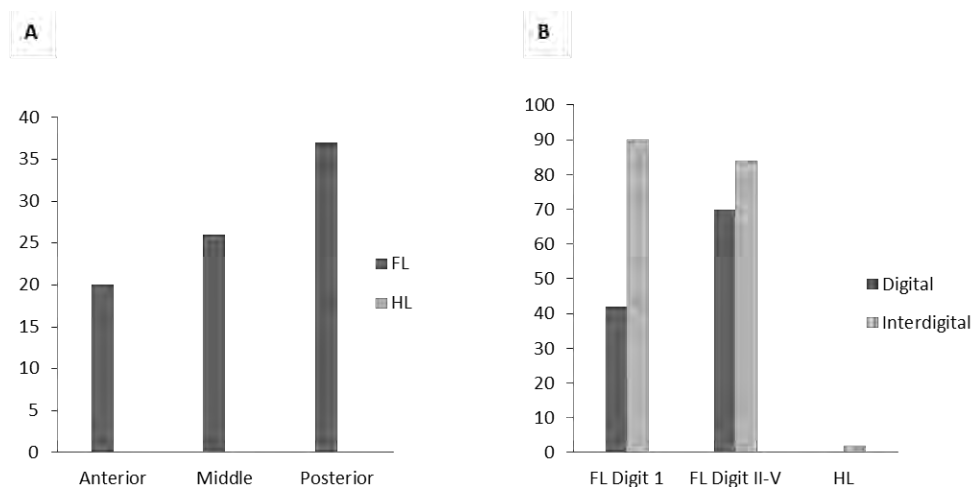 A
40
35
30
25
20
15
10
5
0
Anterior Middle Posterior
FL
HL
B
100
90
80
70
60
50
40
30
20
10
0
FL Digit 1 FL Digit II-V HL
Digital
Interdigital